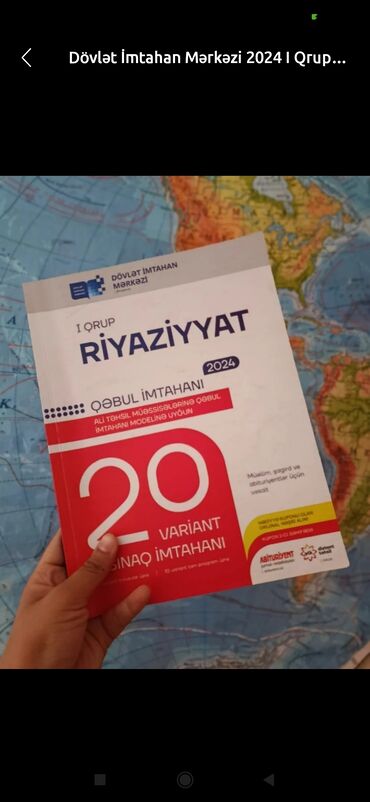 Dövlət İmtahan Mərkəzi 2024 I Qrup...
DÖVLƏT İMTAHAN
MƏRKƏZİ
I QRUP
RİYAZİYYAT
2024
QƏBUL İMTAHANI
ALİ TƏHSİL MÜƏSSİSƏLƏRİNƏ QƏBUL
İMTAHANI MODELİNƏ UYĞUN
20
VARİANT
SINAQ İMTAHANI
Müəllim, şagird və
abituriyentlər üçün
vəsait
ABİTURİYENT